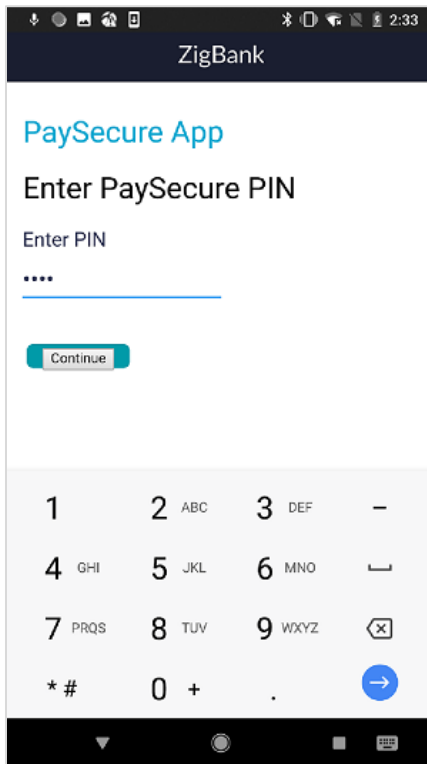 2:33
ZigBank
PaySecure App
Enter PaySecure PIN
Enter PIN
••••
Continue
1 2 ABC 3 DEF –
4 GHI 5 JKL 6 MNO
7 PRQS 8 TUV 9 WXYZ
* # 0 + .